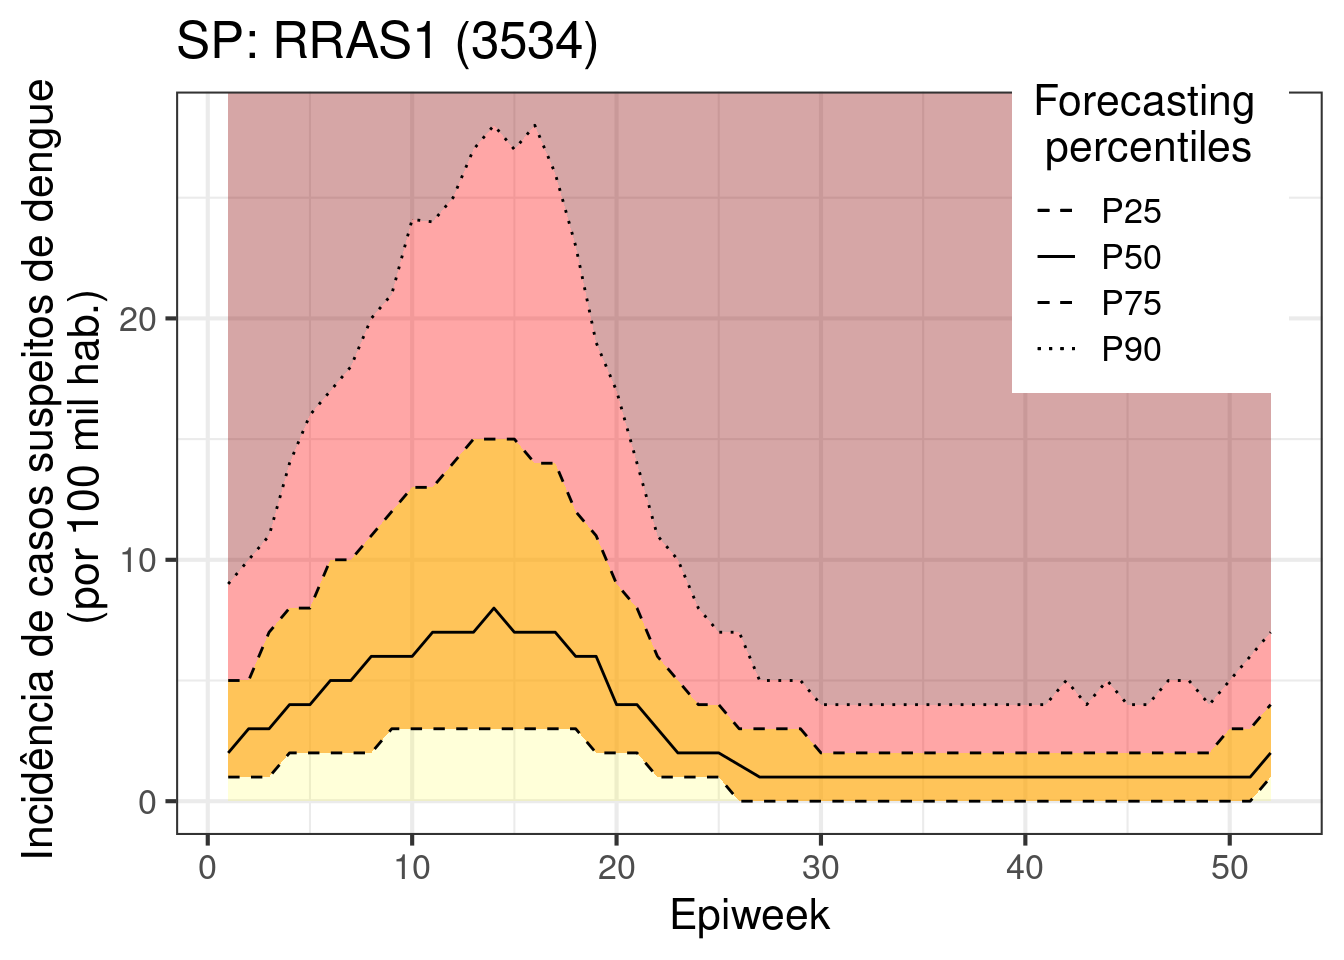 SP: RRAS1 (3534)
Incidência de casos suspeitos de dengue
(por 100 mil hab.)
20
10
0
0
10
20
30
40
50
Epiweek
Forecasting
percentiles
P25
P50
P75
P90